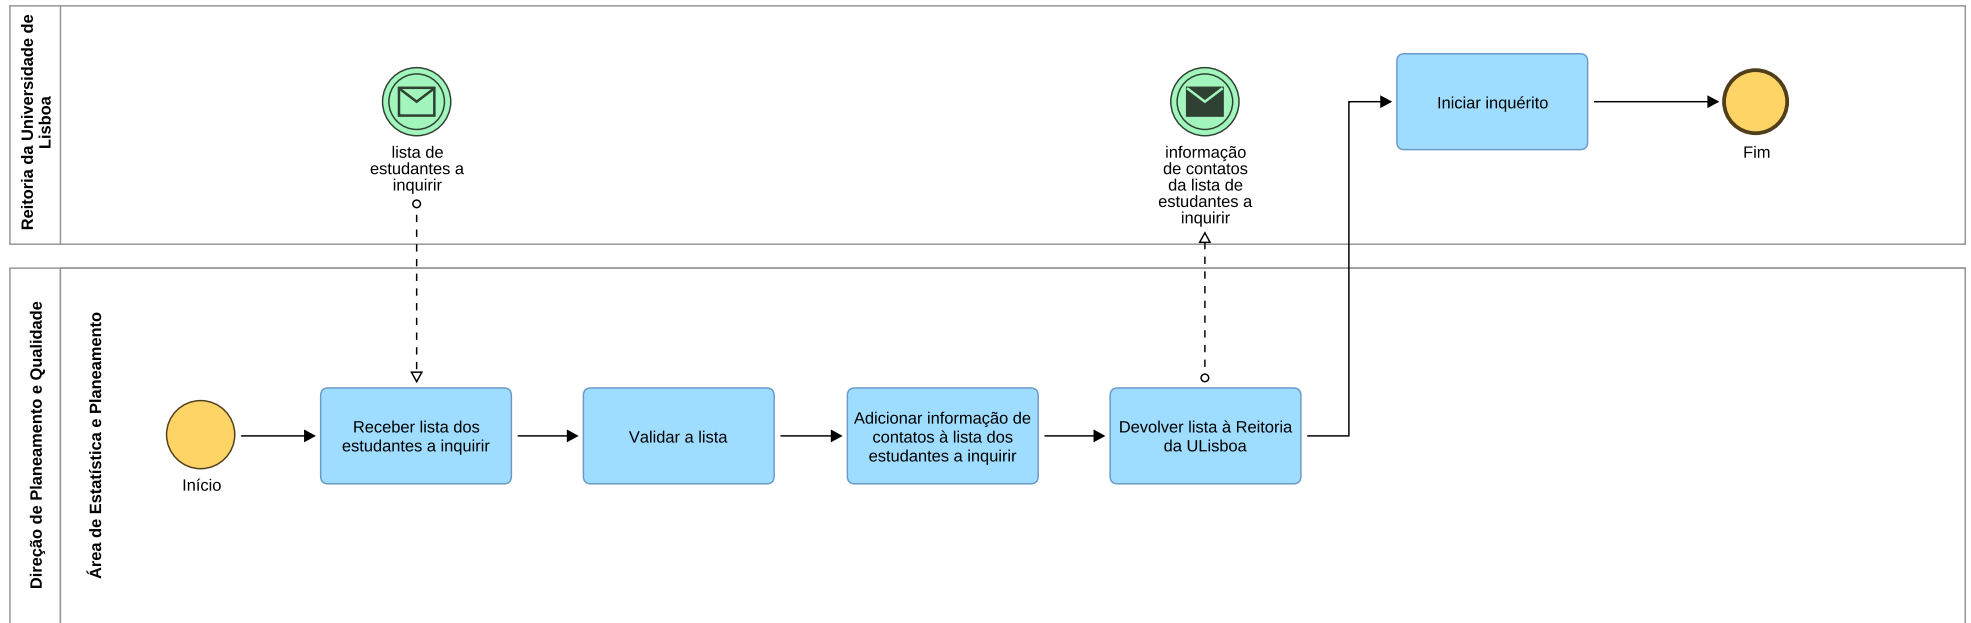 Reitoria da Universidade de
Lisboa
lista de
estudantes a
inquirir
informação
de contatos
da lista de
estudantes a
inquirir
Iniciar inquérito
Fim
Direção de Planeamento e Qualidade
Área de Estatística e Planeamento
Início
Receber lista dos
estudantes a inquirir
Validar a lista
Adicionar informação de
contatos à lista dos
estudantes a inquirir
Devolver lista à Reitoria
da ULisboa